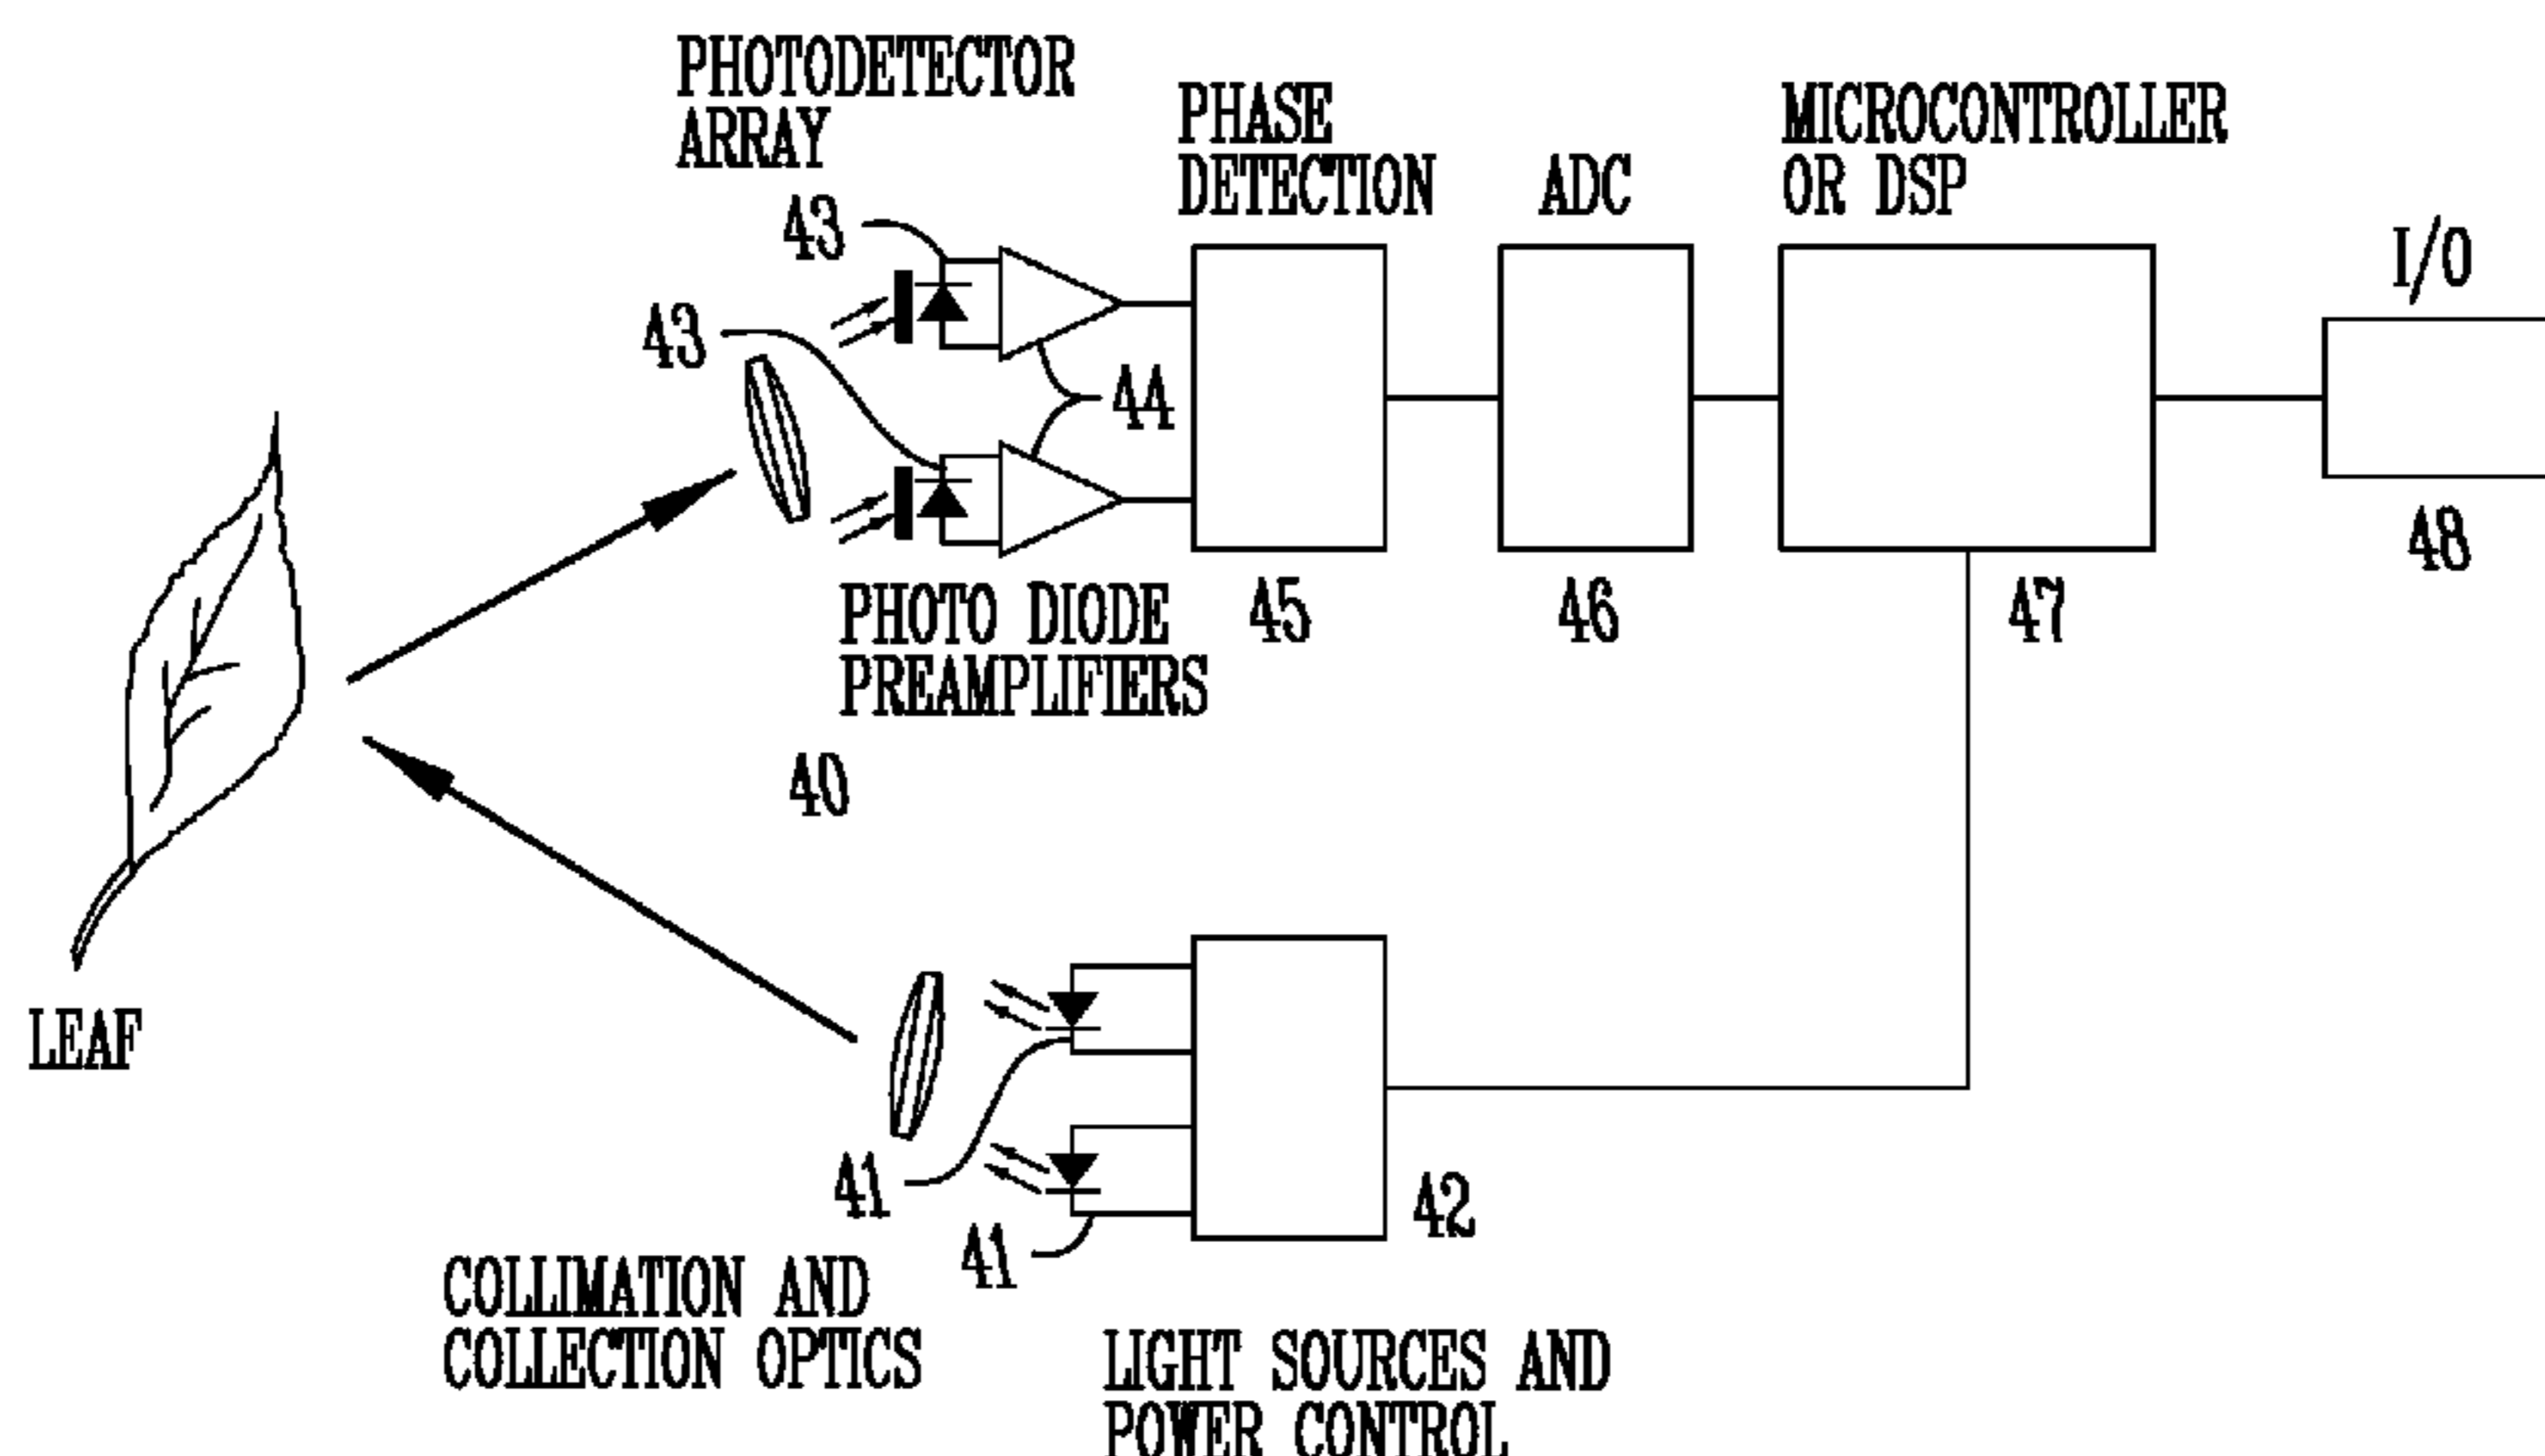 PHOTODETECTOR
ARRAY
PHASE
DETECTION
ADC
MICROCONTROLLER
OR DSP
I/O
43
43
44
45
46
47
48
PHOTO DIODE
PREAMPLIFIERS
40
LEAF
41
41
42
COLLIMATION AND
COLLECTION OPTICS
LIGHT SOURCES AND
POWER CONTROL